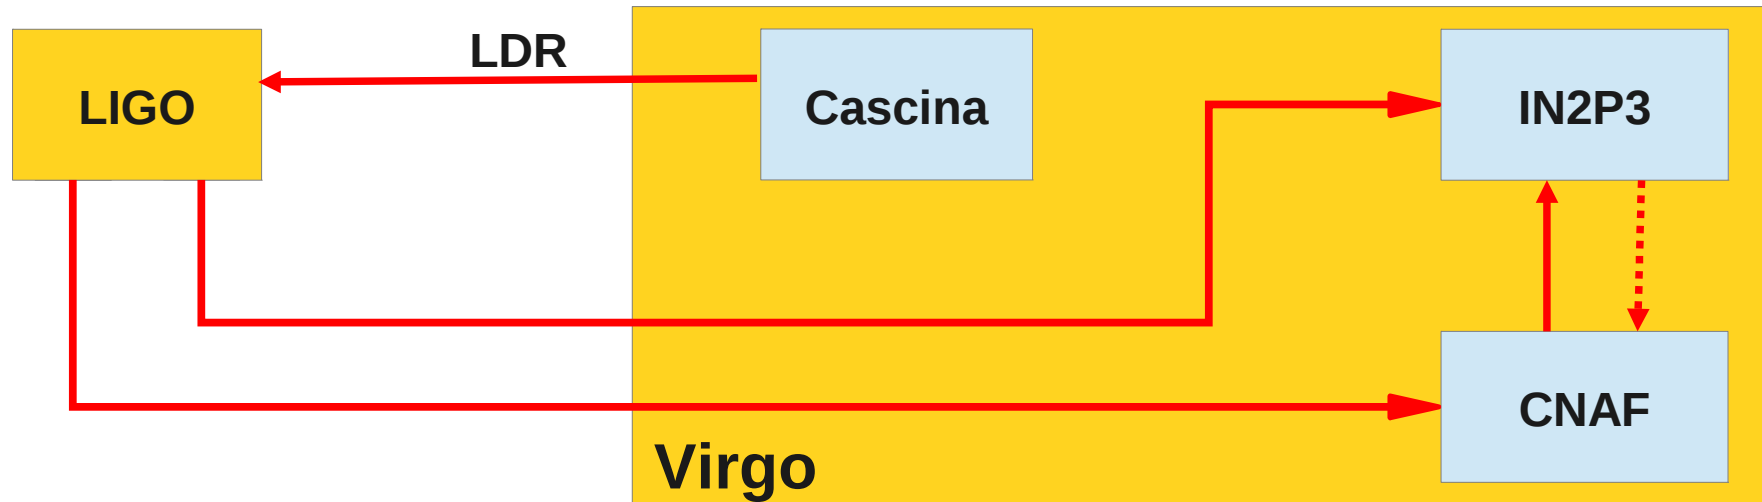 LDR
LIGO
Cascina
IN2P3
CNAF
Virgo